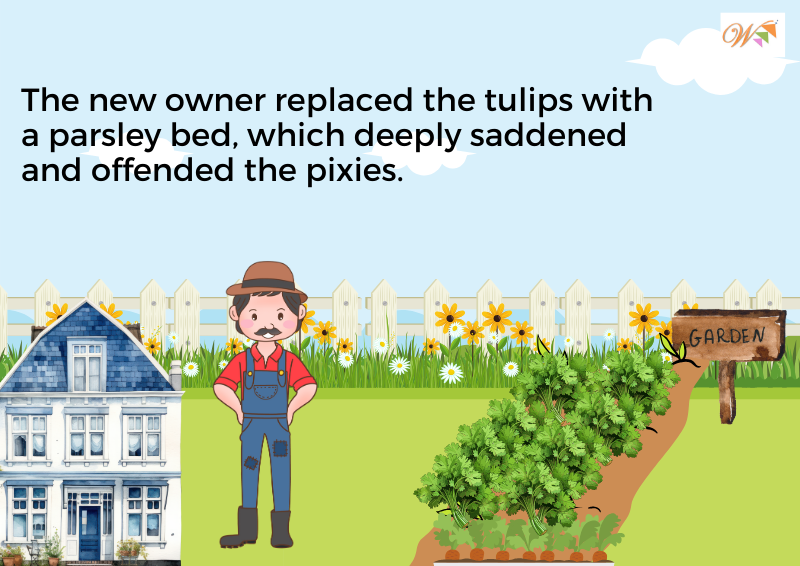 W
The new owner replaced the tulips with
a parsley bed, which deeply saddened
and offended the pixies.
GARDEN